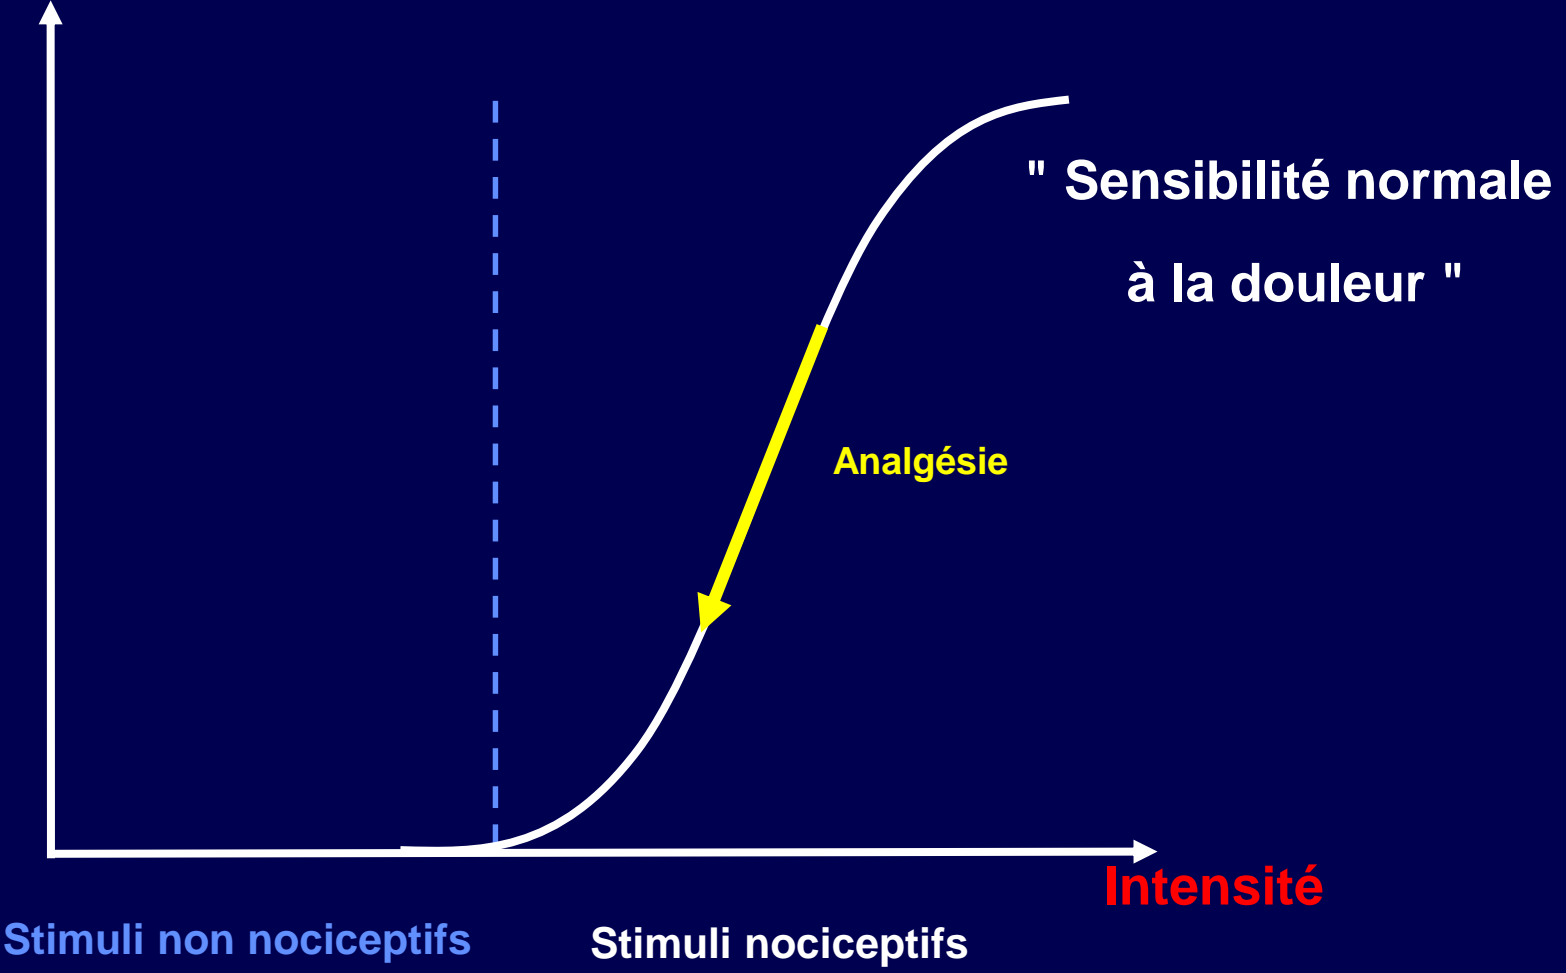 " Sensibilité normale
à la douleur "
Analgésie
Intensité
Stimuli non nociceptifs
Stimuli nociceptifs